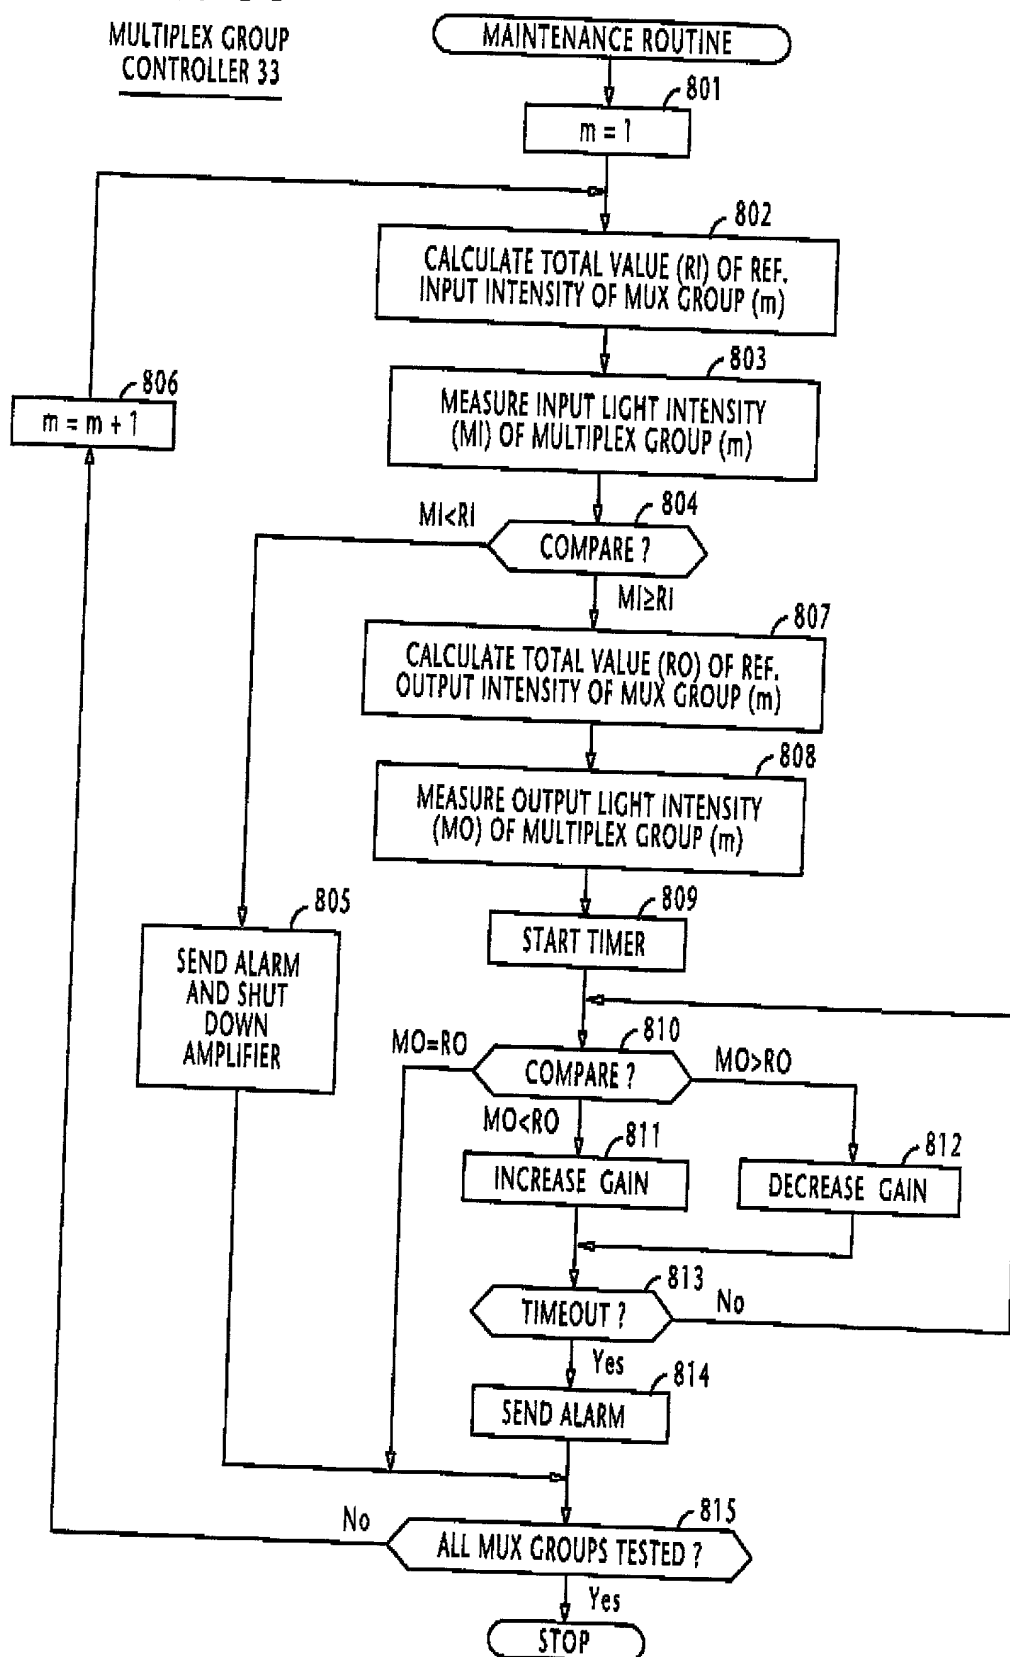 MULTIPLEX GROUP
CONTROLLER 33
MAINTENANCE ROUTINE
801
m = 1
802
CALCULATE TOTAL VALUE (RI) OF REF.
INPUT INTENSITY OF MUX GROUP (m)
803
MEASURE INPUT LIGHT INTENSITY
(MI) OF MULTIPLEX GROUP (m)
806
m = m + 1
804
MI<RI
COMPARE ?
MI≥RI
807
CALCULATE TOTAL VALUE (RO) OF REF.
OUTPUT INTENSITY OF MUX GROUP (m)
808
MEASURE OUTPUT LIGHT INTENSITY
(MO) OF MULTIPLEX GROUP (m)
805
SEND ALARM
AND SHUT
DOWN
AMPLIFIER
809
START TIMER
810
MO=RO
COMPARE ?
MO>RO
MO<RO
811
INCREASE GAIN
812
DECREASE GAIN
813
TIMEOUT ?
No
Yes
814
SEND ALARM
815
No
ALL MUX GROUPS TESTED ?
Yes
STOP